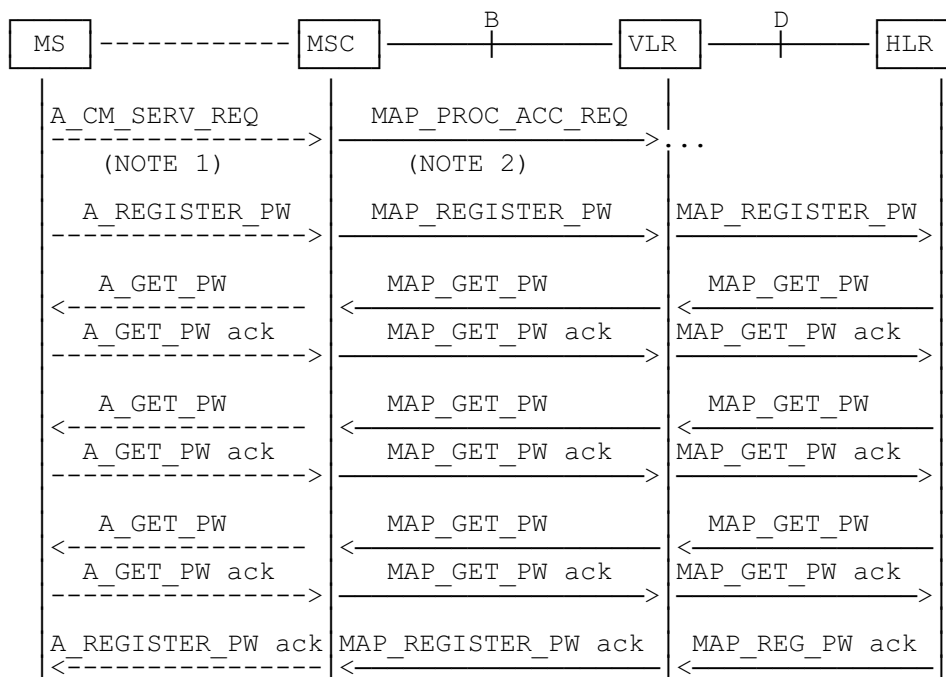 B D
MS MSC VLR HLR
A_CM_SERV_REQ MAP_PROC_ACC_REQ
...
(NOTE 1) (NOTE 2)
A_REGISTER_PW MAP_REGISTER_PW MAP_REGISTER_PW
A_GET_PW MAP_GET_PW MAP_GET_PW
A_GET_PW ack MAP_GET_PW ack MAP_GET_PW ack
A_GET_PW MAP_GET_PW MAP_GET_PW
A_GET_PW ack MAP_GET_PW ack MAP_GET_PW ack
A_GET_PW MAP_GET_PW MAP_GET_PW
A_GET_PW ack MAP_GET_PW ack MAP_GET_PW ack
A_REGISTER_PW ack MAP_REGISTER_PW ack MAP_REG_PW ack